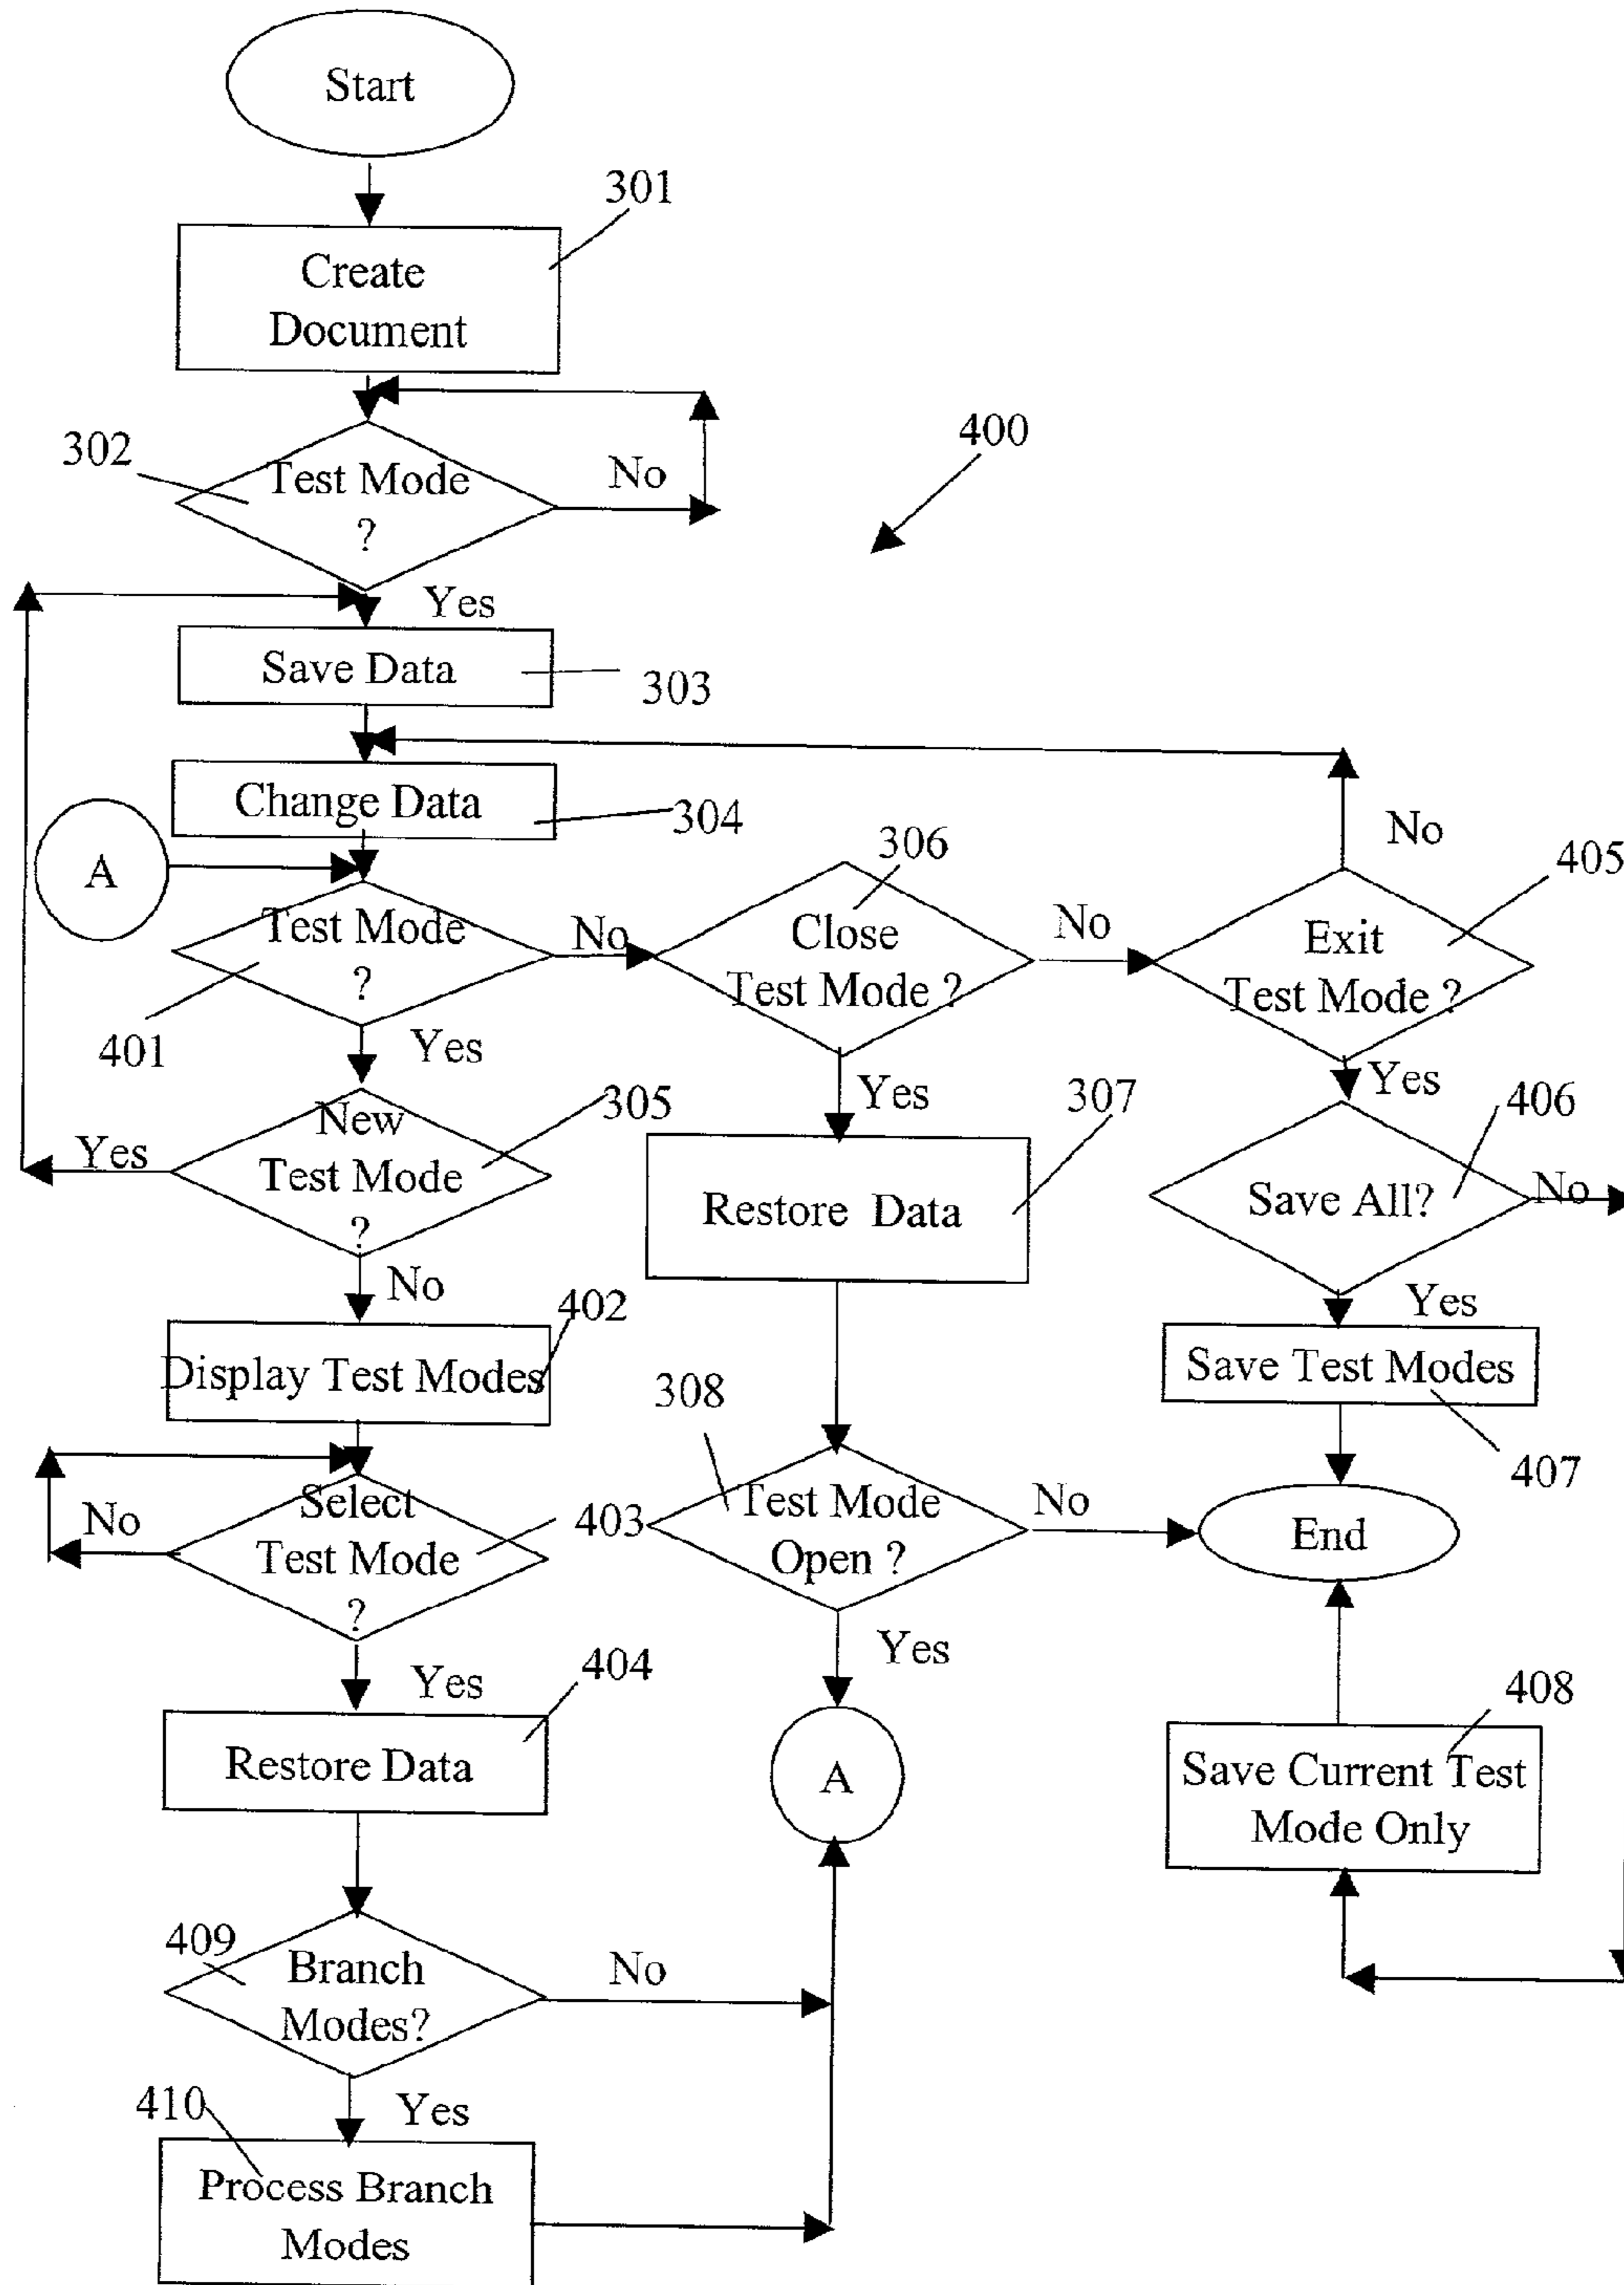 Start
301
Create
Document
302
Test Mode
?
No
400
Yes
Save Data
303
Change Data
304
A
Test Mode
?
401
No
306
Close
Test Mode ?
No
No
405
Exit
Test Mode ?
Yes
New
Test Mode
?
305
Yes
Yes
307
Restore Data
Yes
406
Save All?
No
No
402
Display Test Modes
Yes
Save Test Modes
407
308
Test Mode
Open ?
No
End
Select
Test Mode
?
403
No
Yes
404
Restore Data
Yes
A
408
Save Current Test
Mode Only
409
Branch
Modes?
No
Yes
410
Process Branch
Modes